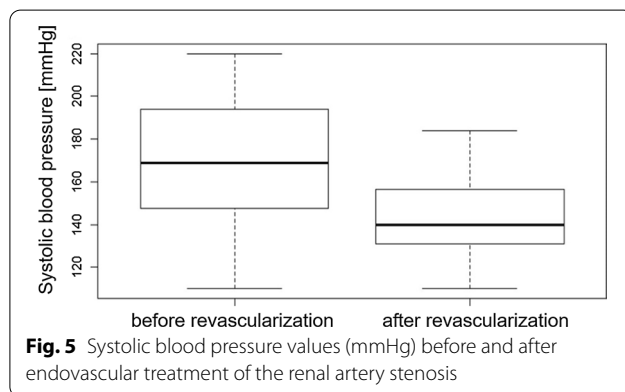 Systolic blood pressure [mmHg]
220
200
180
160
140
120
before revascularization after revascularization
Fig. 5 Systolic blood pressure values (mmHg) before and after
endovascular treatment of the renal artery stenosis